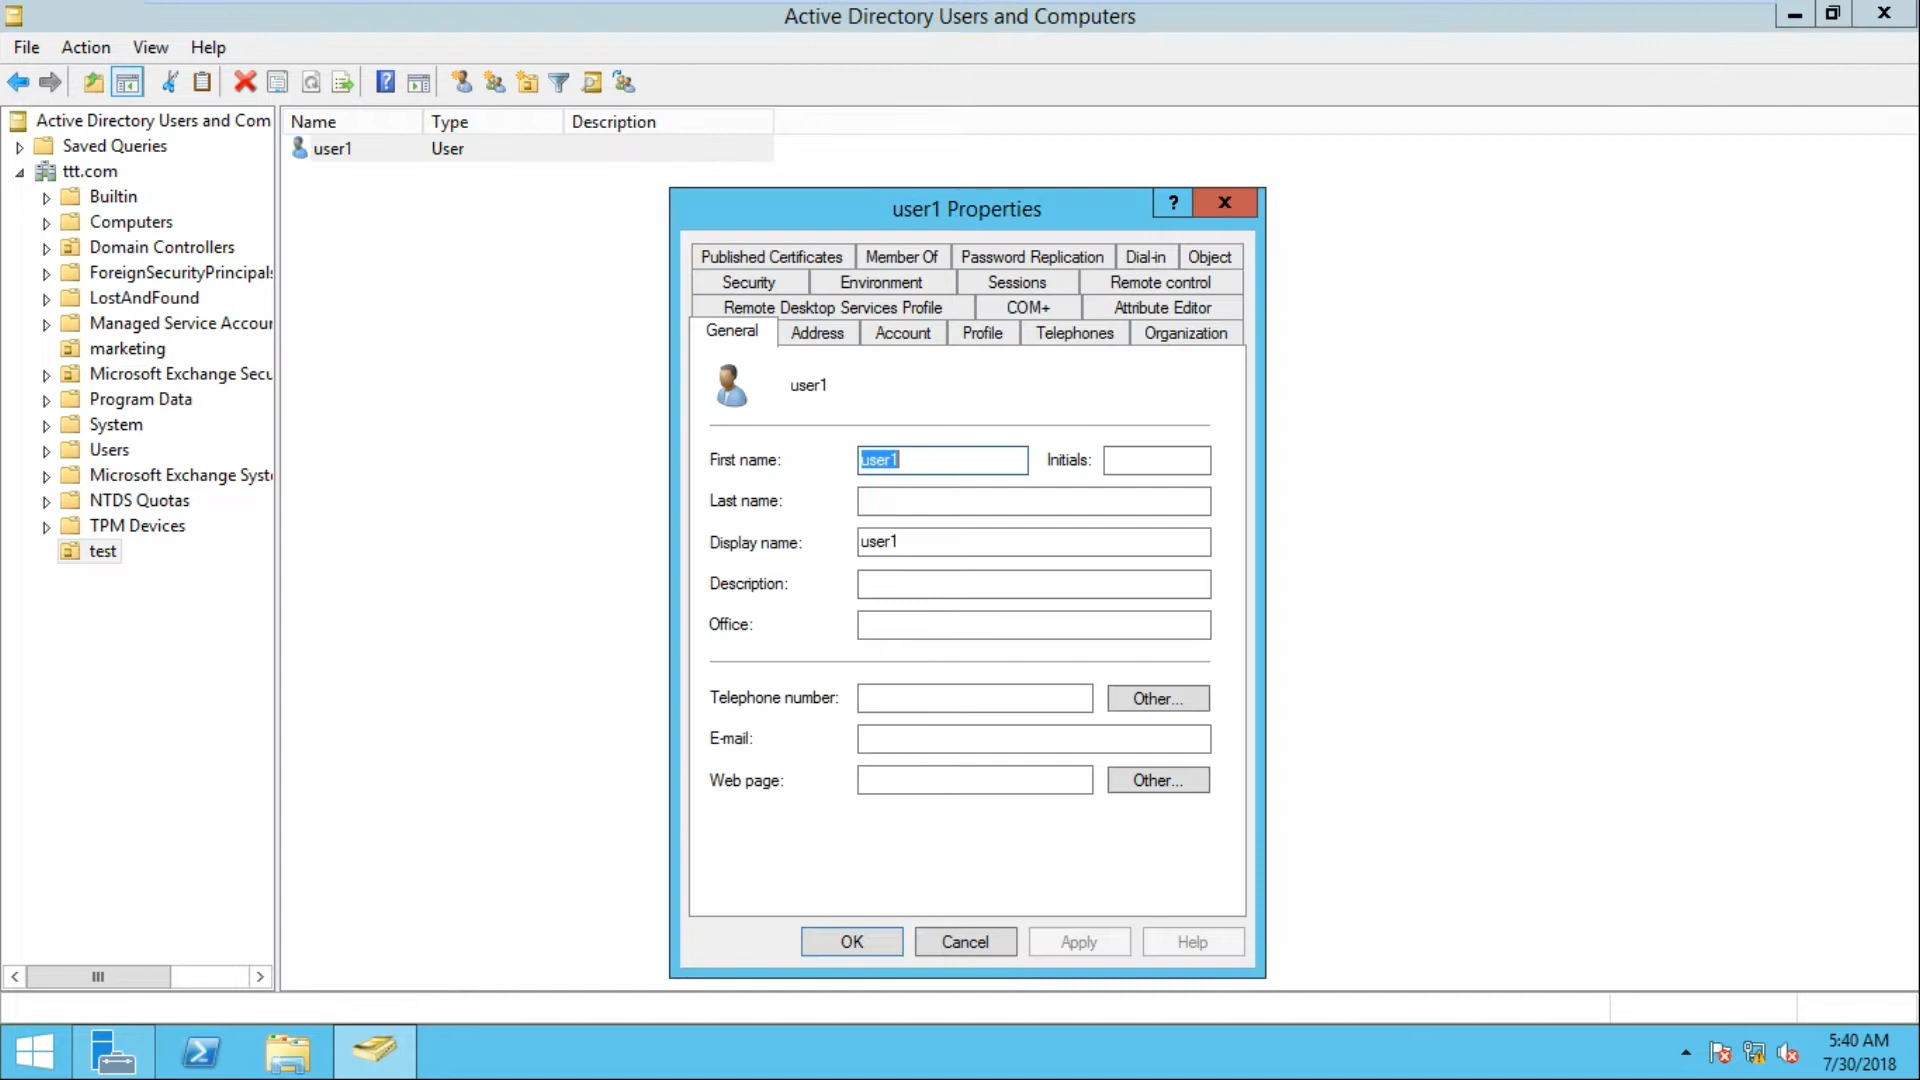 Active Directory Users and Computers
File Action View Help
Active Directory Users and Com
Saved Queries
ttt.com
Builtin
Computers
Domain Controllers
ForeignSecurityPrincipals
LostAndFound
Managed Service Accour
marketing
Microsoft Exchange Secu
Program Data
System
Users
Microsoft Exchange Syste
NTDS Quotas
TPM Devices
test
Name Type Description
user1 User
user1 Properties
?
Published Certificates Member Of Password Replication Dial-in Object
Security Environment Sessions Remote control
Remote Desktop Services Profile COM+ Attribute Editor
General Address Account Profile Telephones Organization
user1
First name: user1 Initials:
Last name:
Display name: user1
Description:
Office:
Telephone number: Other...
E-mail:
Web page: Other...
OK Cancel Apply Help
5:40 AM
7/30/2018